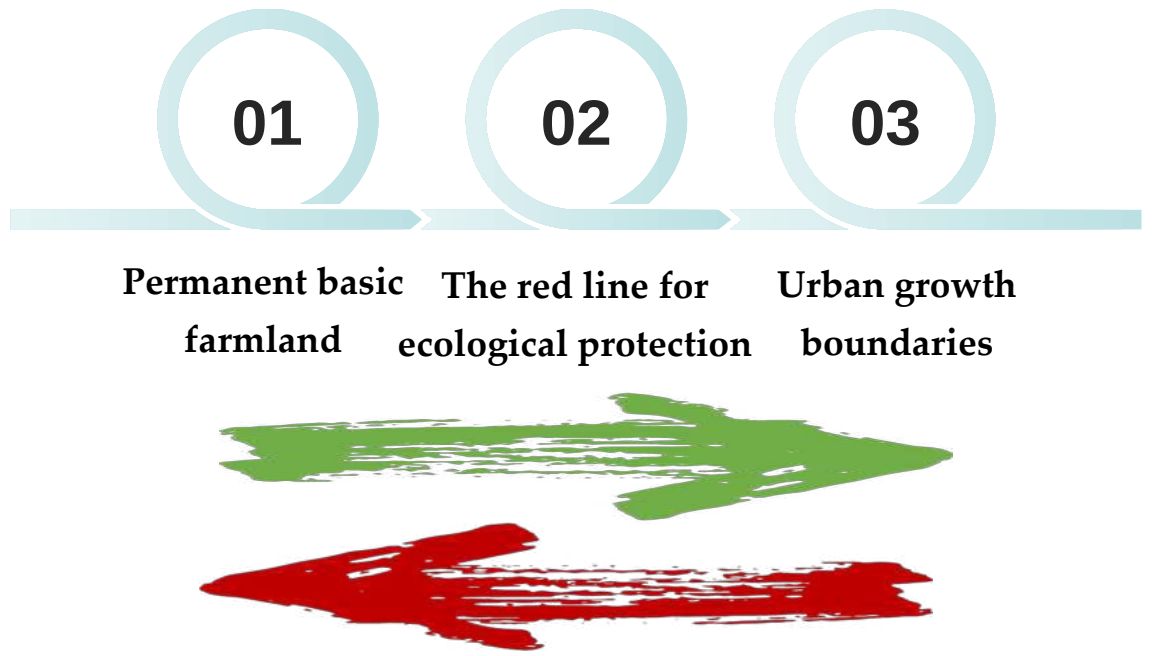 01
02
03
Permanent basic
farmland
The red line for
ecological protection
Urban growth
boundaries